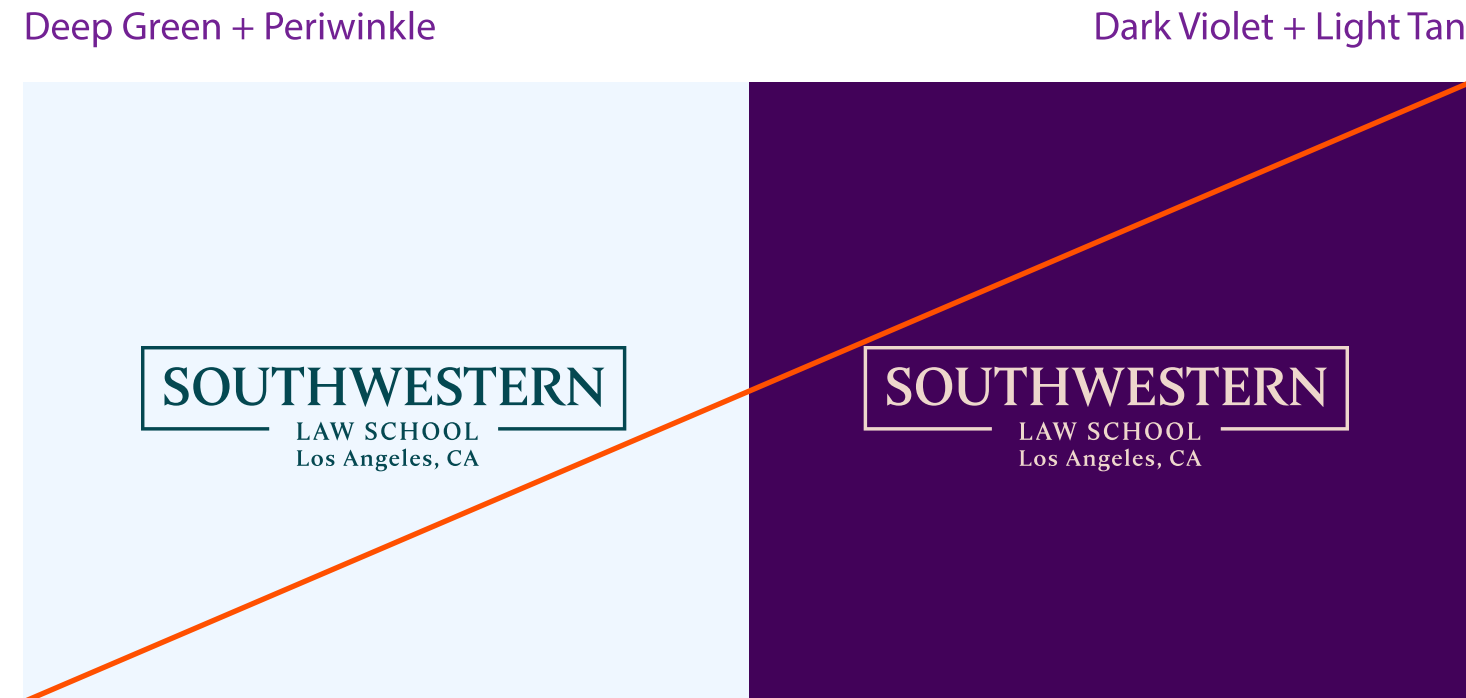 Deep Green + Periwinkle
Dark Violet + Light Tan
SOUTHWESTERN
LAW SCHOOL
Los Angeles, CA
SOUTHWESTERN
LAW SCHOOL
Los Angeles, CA